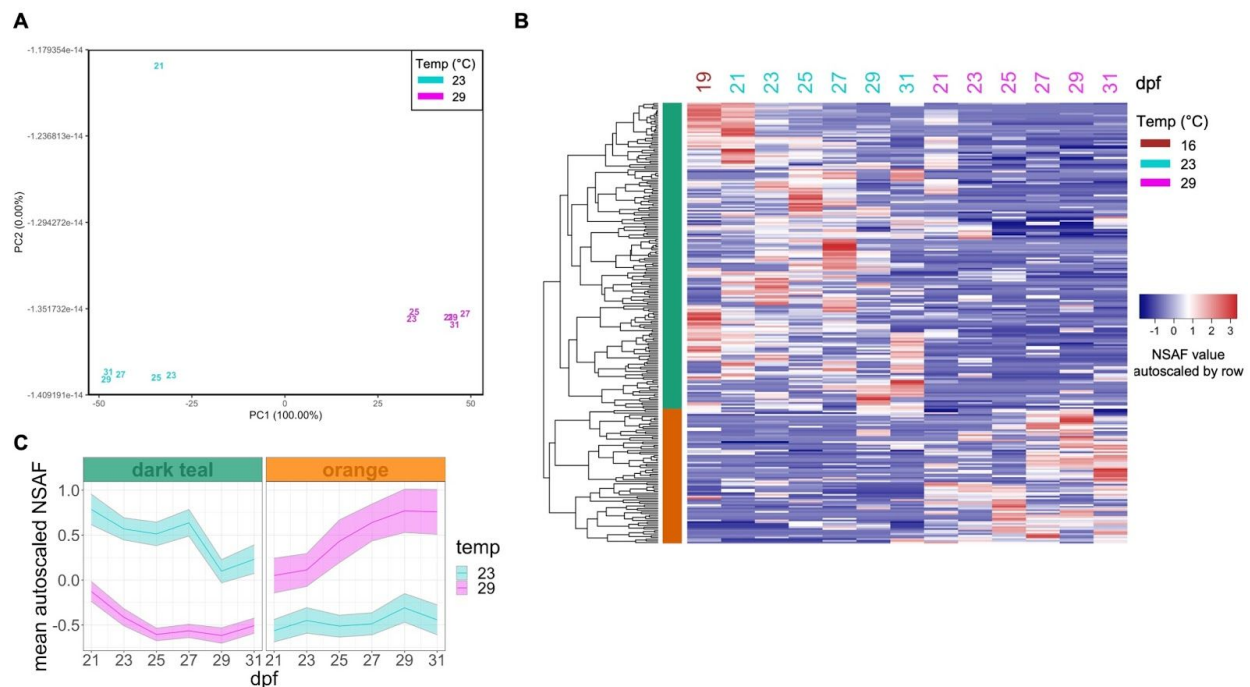 A
-1.179354e-14
-1.236813e-14
-1.294272e-14
-1.351732e-14
-1.409191e-14
PC2 (0.00%)
21
Temp (°C)
23
29
25
23
29
27
31
31
27
29
25
23
-50
-25
0
25
50
PC1 (100.00%)
B
19 21 23 25 27 29 31 21 23 25 27 29 31 dpf
Temp (°C)
16
23
29
-1 0 1 2 3
NSAF value
autoscaled by row
C
dark teal orange
mean autoscaled NSAF
1.0
0.5
0.0
-0.5
temp
23
29
21 23 25 27 29 31 21 23 25 27 29 31
dpf